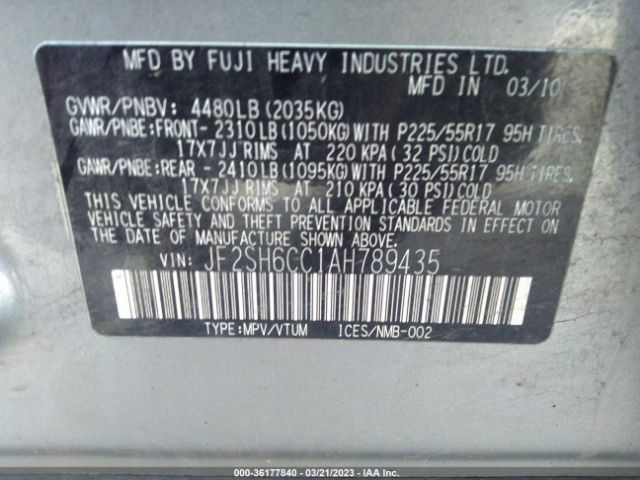 MFD BY FUJI HEAVY INDUSTRIES LTD.
MFD IN 03/10
GVWR/PNBV: 4480LB(2035KG)
GAWR/PNBE:FRONT- 2310LB(1050KG)WITH P225/55R17 95H TIRES,
17X7JJ RIMS AT 220 KPA(32 PSI)COLD
GAWR/PNBE:REAR - 2410LB(1095KG)WITH P225/55R17 95H TIRES,
17X7JJ RIMS AT 210 KPA(30 PSI)COLD
THIS VEHICLE CONFORMS TO ALL APPLICABLE FEDERAL MOTOR
VEHICLE SAFETY AND THEFT PREVENTION STANDARDS IN EFFECT ON
THE DATE OF MANUFACTURE SHOWN ABOVE.
VIN: JF2SH6CC1AH789435
TYPE:MPV/VTUM ICES/NMB-002
000-36177840 - 03/21/2023 - IAA, Inc.